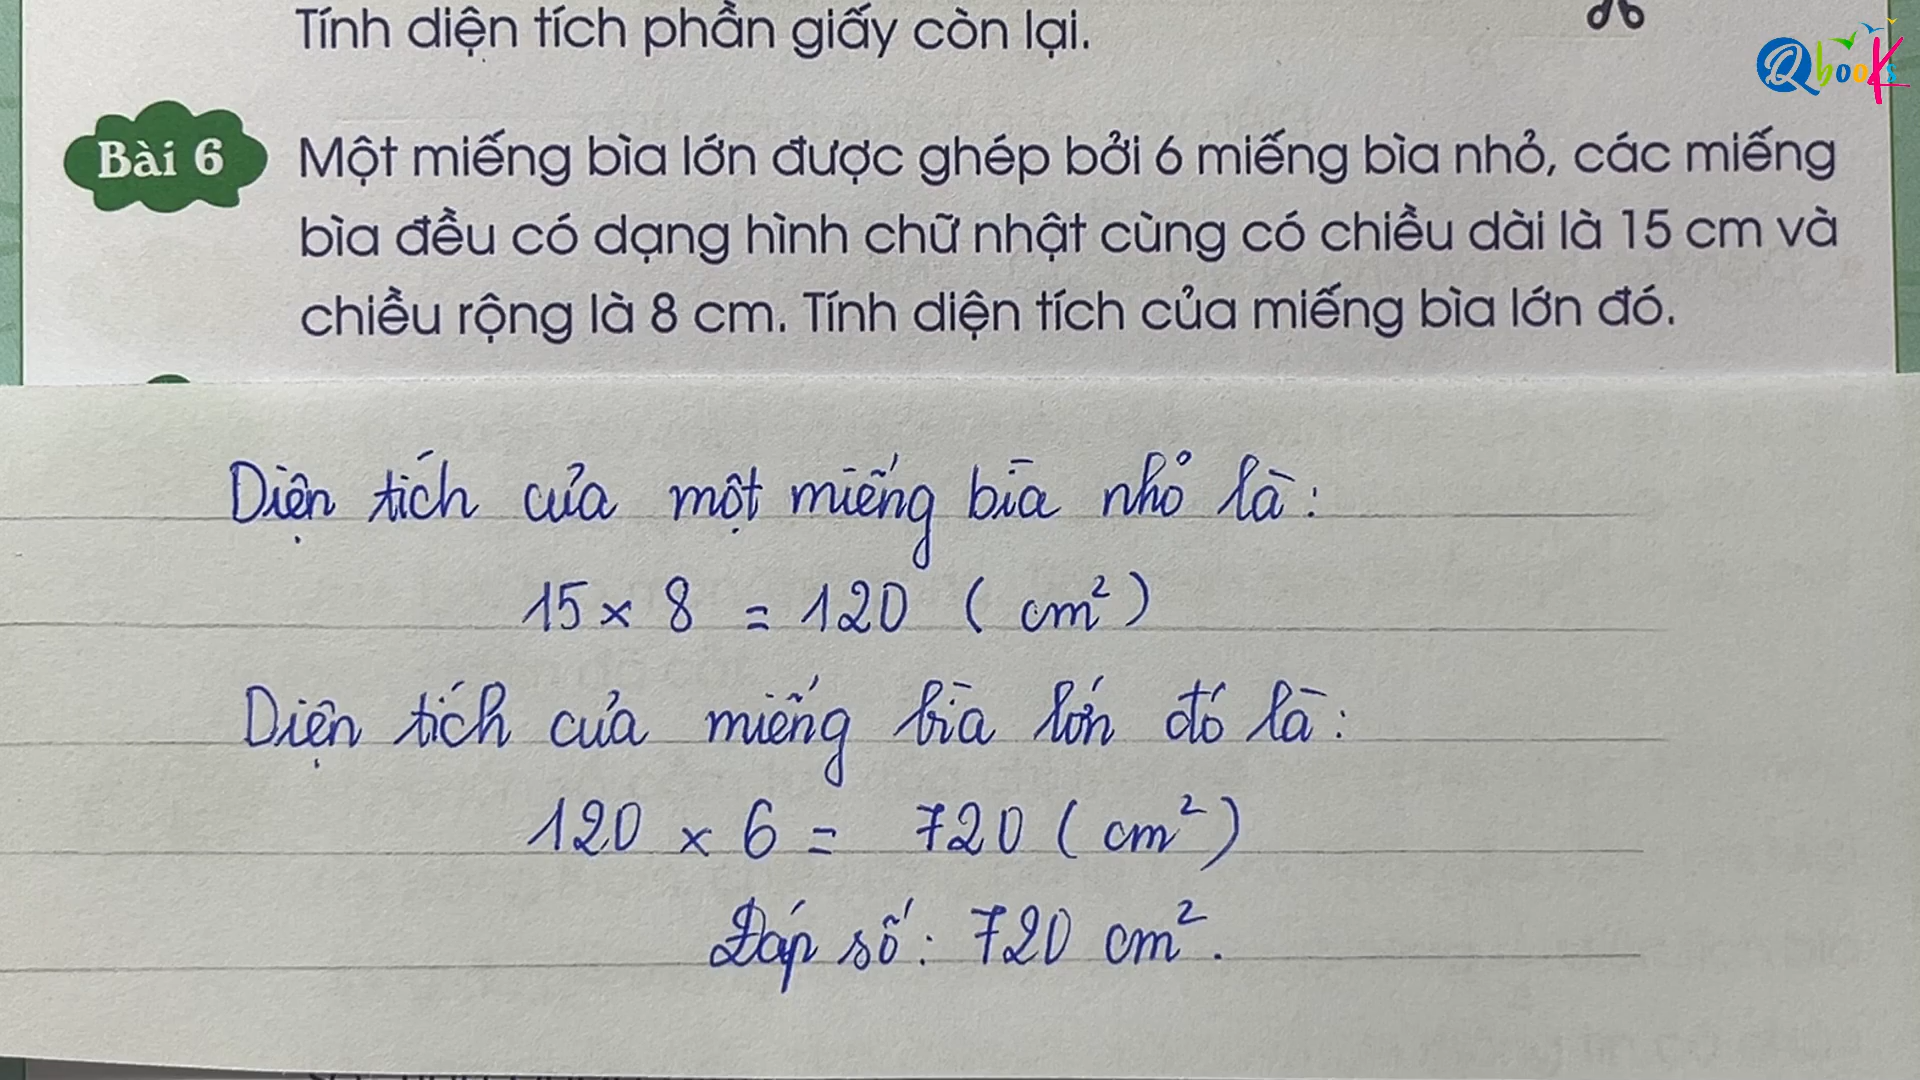 Tính diện tích phần giấy còn lại.
Qbooks
Bài 6
Một miếng bìa lớn được ghép bởi 6 miếng bìa nhỏ, các miếng
bìa đều có dạng hình chữ nhật cùng có chiều dài là 15 cm và
chiều rộng là 8 cm. Tính diện tích của miếng bìa lớn đó.
Diện tích của một miếng bìa nhỏ là:
15 × 8 = 120 ( cm²)
Diện tích của miếng bìa lớn đó là:
120 × 6 = 720 ( cm²)
Đáp số: 720 cm².